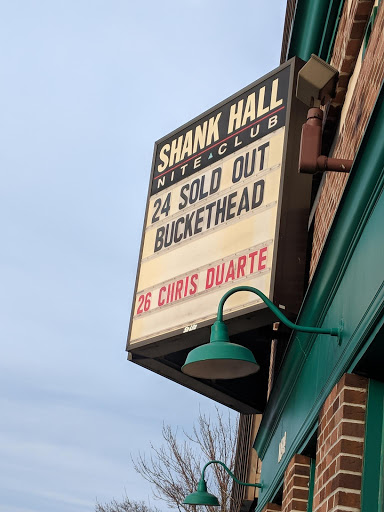 SHANK HALL
NITE CLUB
24 SOLD OUT
BUCKETHEAD
26 CHRIS DUARTE